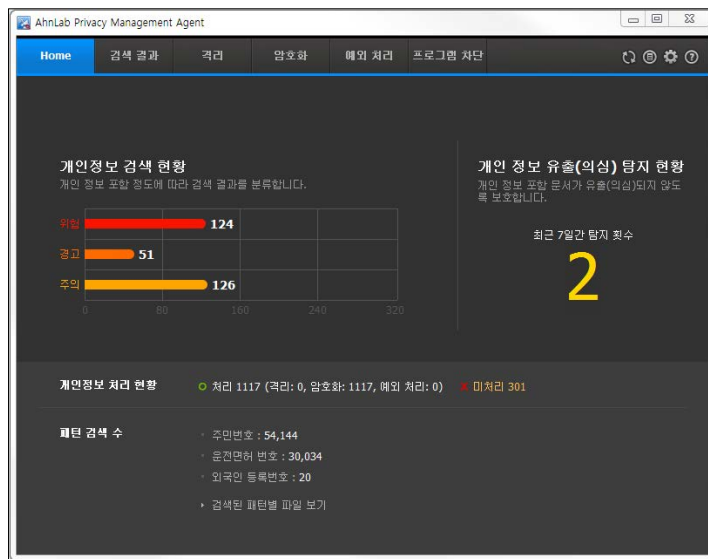 AhnLab Privacy Management Agent
Home 검색 결과 격리 암호화 예외 처리 프로그램 차단
개인정보 검색 현황
개인 정보 포함 정도에 따라 검색 결과를 분류합니다.
위험 124
경고 51
주의 126
0 80 160 240 320
개인 정보 유출(의심) 탐지 현황
개인 정보 포함 문서가 유출(의심)되지 않도
록 보호합니다.
최근 7일간 탐지 횟수
2
개인정보 처리 현황 처리 1117 (격리: 0, 암호화: 1117, 예외 처리: 0) 미처리 301
패턴 검색 수
주민번호 : 54,144
운전면허 번호 : 30,034
외국인 등록번호 : 20
검색된 패턴별 파일 보기